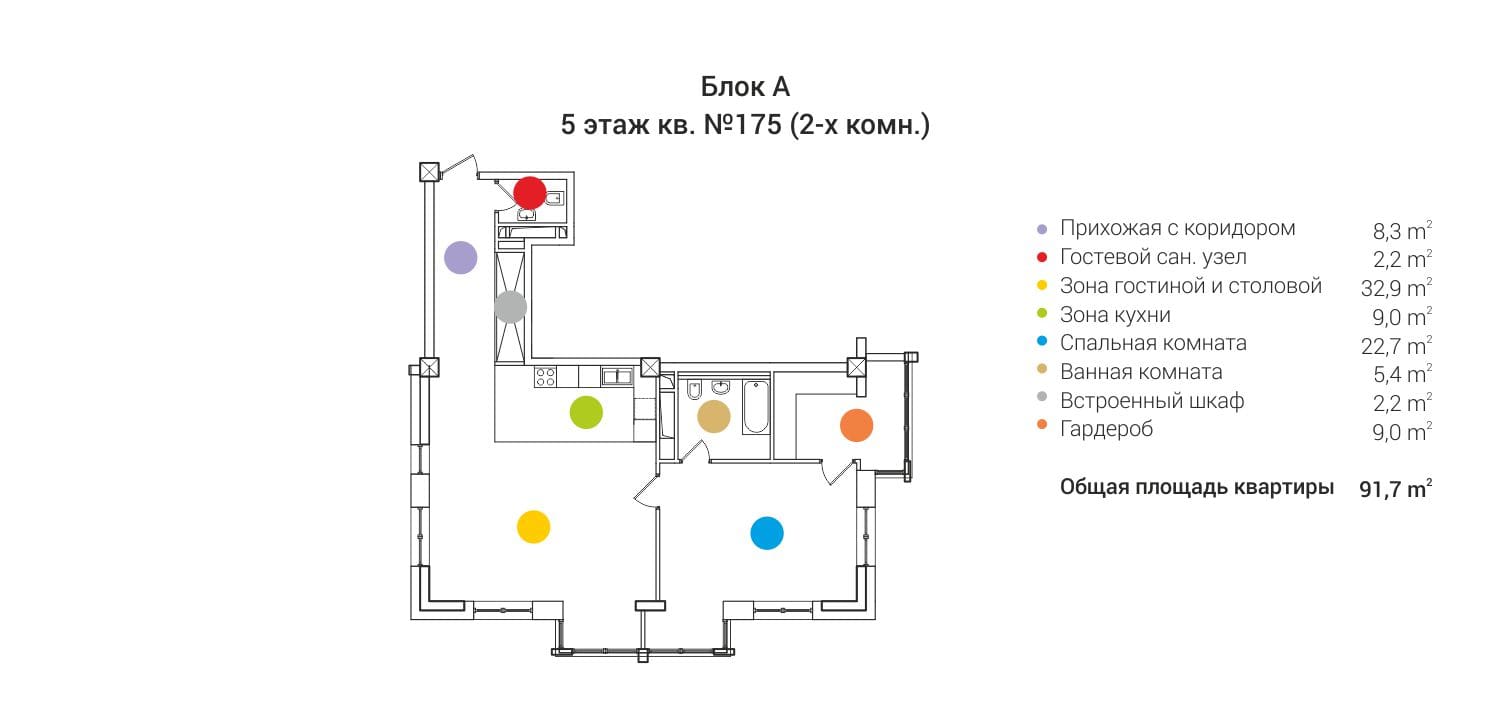 Блок А
5 этаж кв. №175 (2-х комн.)
Прихожая с коридором 8,3 m²
Гостевой сан. узел 2,2 m²
Зона гостиной и столовой 32,9 m²
Зона кухни 9,0 m²
Спальная комната 22,7 m²
Ванная комната 5,4 m²
Встроенный шкаф 2,2 m²
Гардероб 9,0 m²
Общая площадь квартиры 91,7 m²